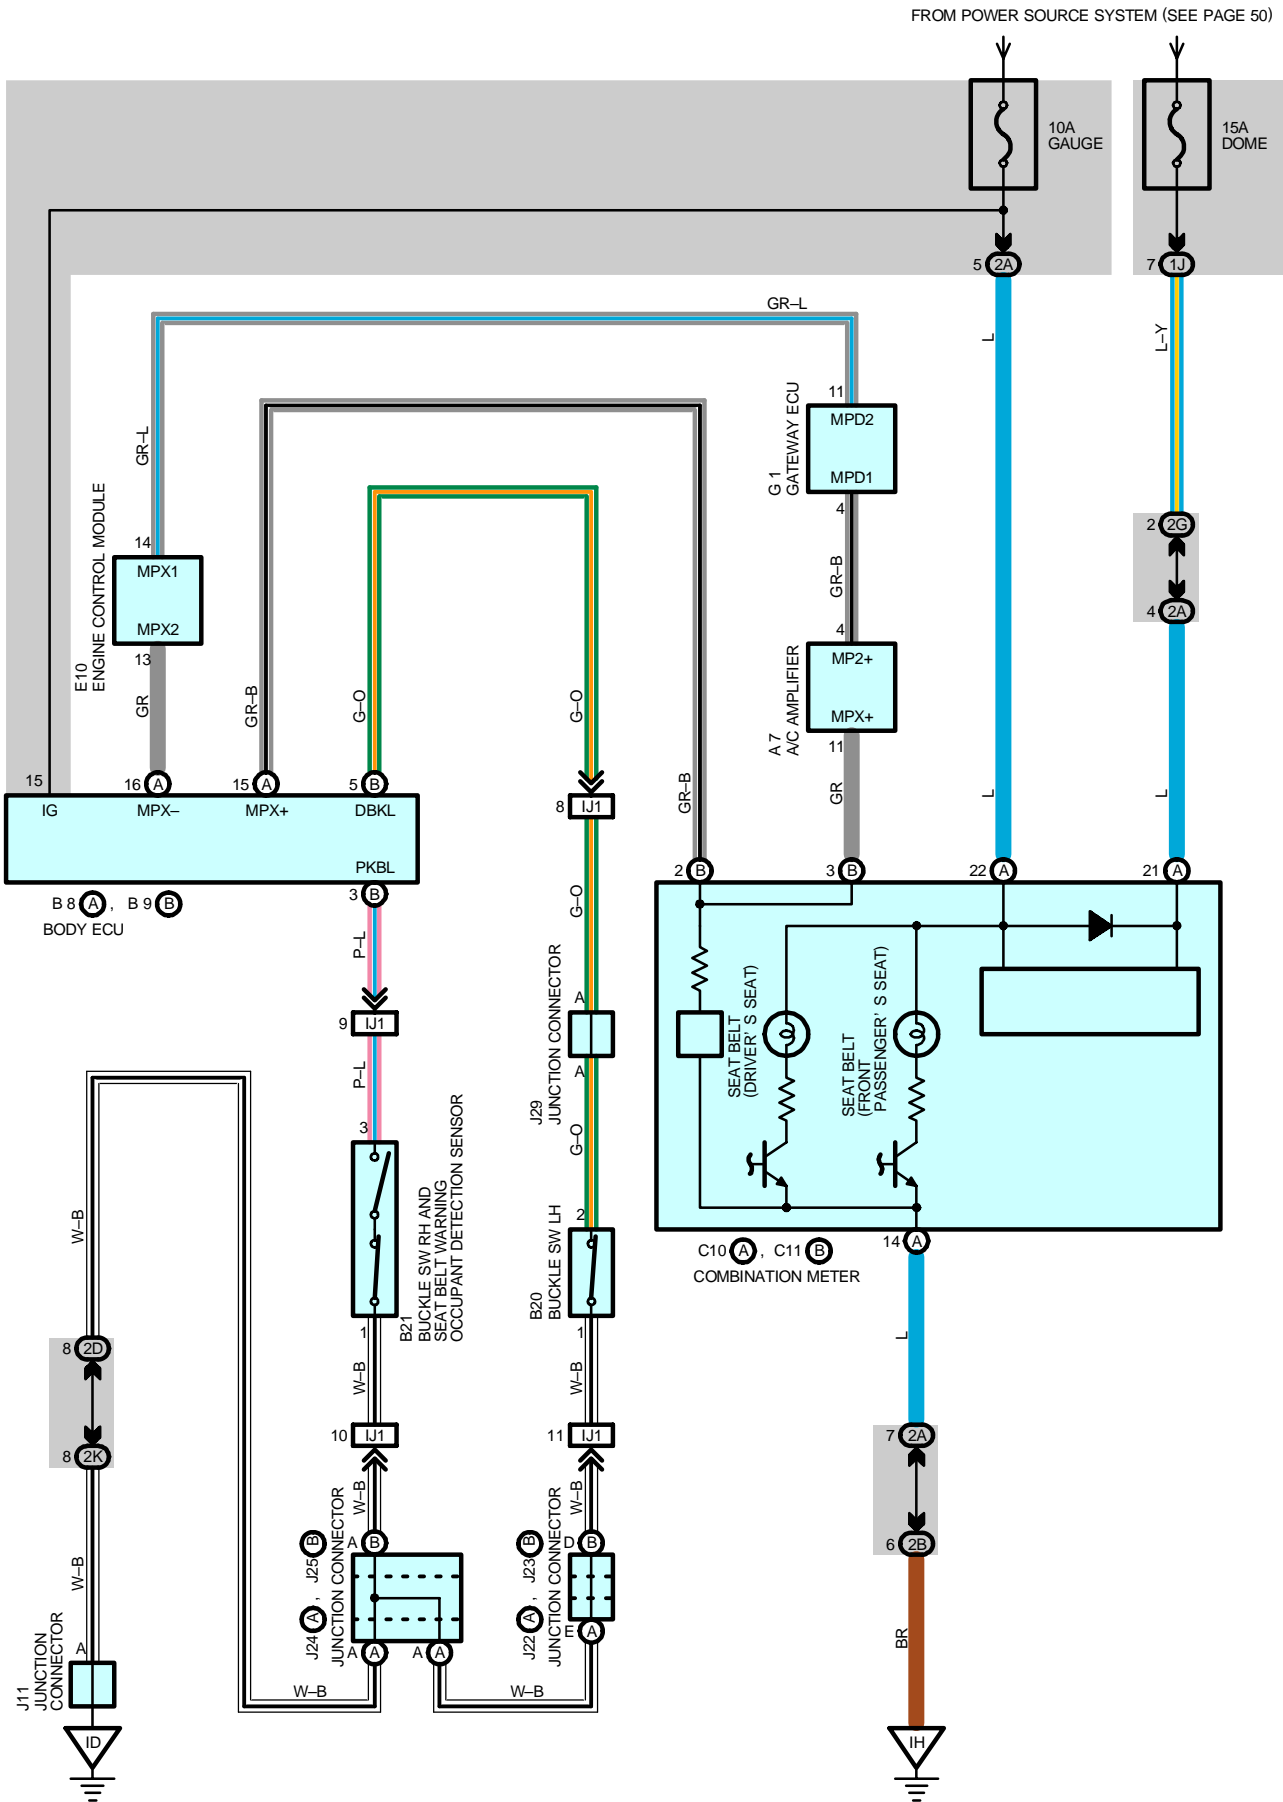 FROM POWER SOURCE SYSTEM (SEE PAGE 50)
10A
GAUGE
15A
DOME
5 2A
7 1J
GR–L
L
L–Y
GR–L
11
MPD2
MPD1
4
G 1
GATEWAY ECU
2 2G
4 2A
14
MPX1
MPX2
13
E10
ENGINE CONTROL MODULE
GR
GR–B
G–O
G–O
GR–B
4
MP2+
MPX+
11
A 7
A/C AMPLIFIER
GR
GR–B
L
L
15
16 A
15 A
5 B
IG
MPX–
MPX+
DBKL
PKBL
3 B
B 8 A , B 9 B
BODY ECU
8 IJ1
2 B
3 B
22 A
21 A
P–L
G–O
9 IJ1
P–L
A
A
J29
JUNCTION CONNECTOR
G–O
SEAT BELT
(DRIVER' S SEAT)
SEAT BELT
(FRONT
PASSENGER' S SEAT)
3
1
B21
BUCKLE SW RH AND
SEAT BELT WARNING
OCCUPANT DETECTION SENSOR
2
1
B20
BUCKLE SW LH
14 A
C10 A , C11 B
COMBINATION METER
W–B
8 2D
8 2K
W–B
W–B
W–B
L
10 IJ1
11 IJ1
7 2A
6 2B
W–B
W–B
A B
D B
J24 A , J25 B
JUNCTION CONNECTOR
J22 A , J23 B
JUNCTION CONNECTOR
A A
A A
E A
W–B
W–B
BR
A
J11
JUNCTION
CONNECTOR
ID
IH